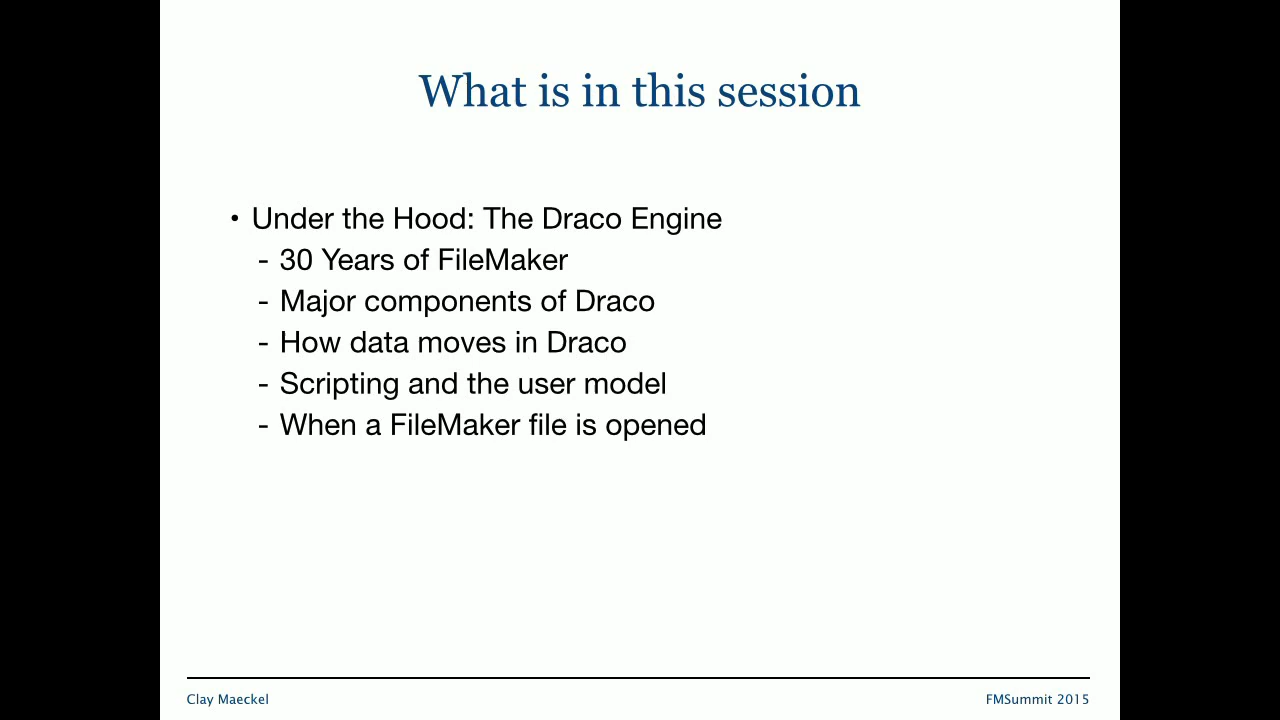 What is in this session
• Under the Hood: The Draco Engine
- 30 Years of FileMaker
- Major components of Draco
- How data moves in Draco
- Scripting and the user model
- When a FileMaker file is opened
Clay Maeckel
FMSummit 2015